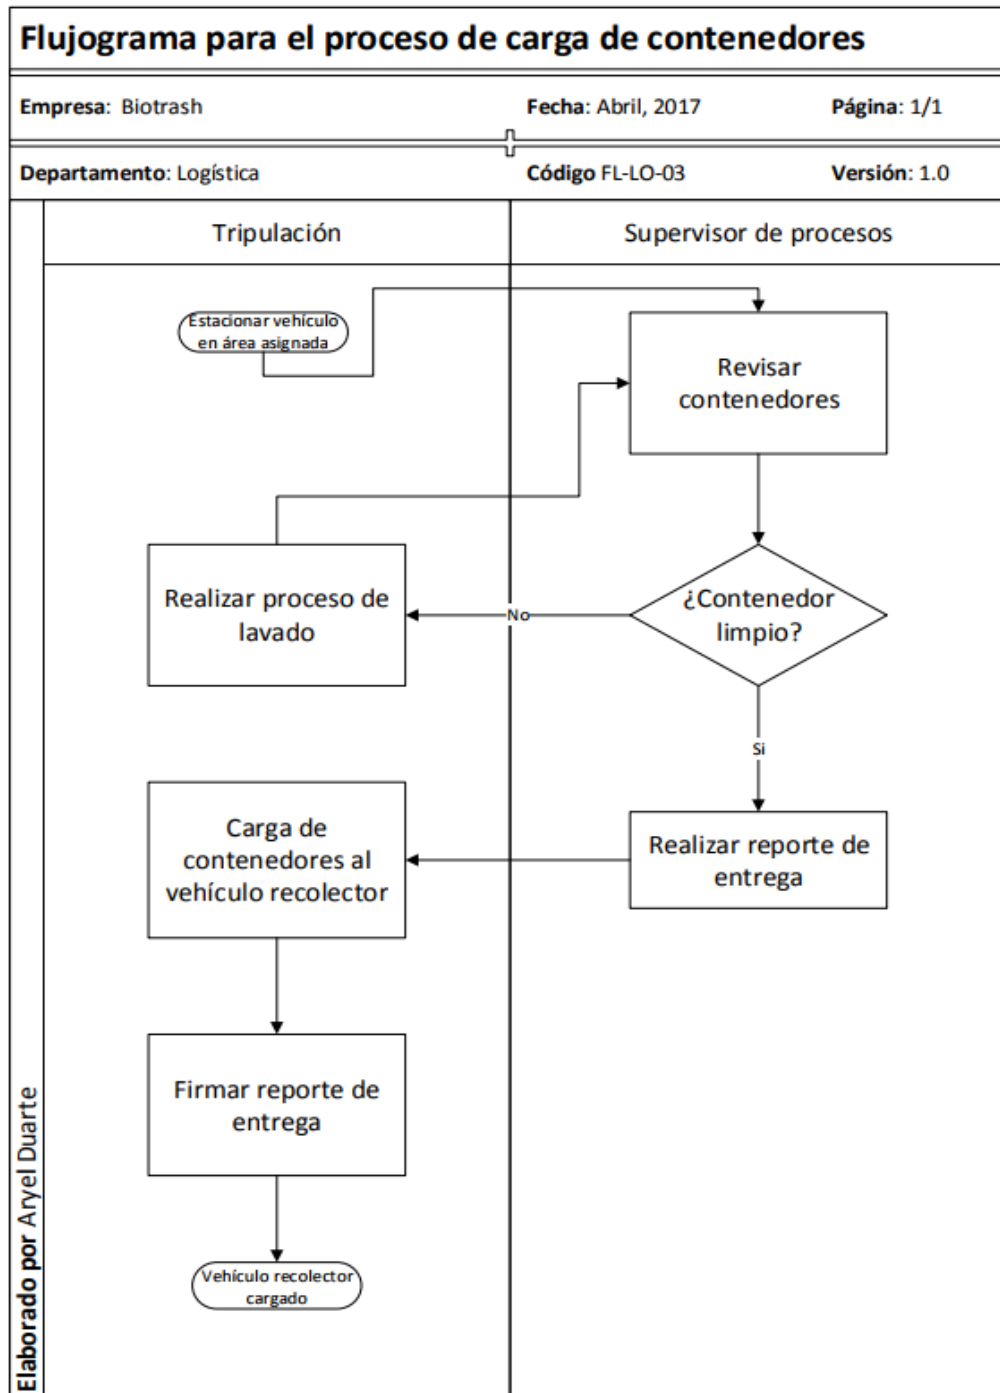 Flujograma para el proceso de carga de contenedores
Empresa: Biotrash
Fecha: Abril, 2017
Página: 1/1
Departamento: Logística
Código FL-LO-03
Versión: 1.0
Tripulación
Supervisor de procesos
Estacionar vehículo
en área asignada
Revisar
contenedores
Realizar proceso de
lavado
No
¿Contenedor
limpio?
Si
Carga de
contenedores al
vehículo recolector
Realizar reporte de
entrega
Firmar reporte de
entrega
Vehículo recolector
cargado
Elaborado por Aryel Duarte